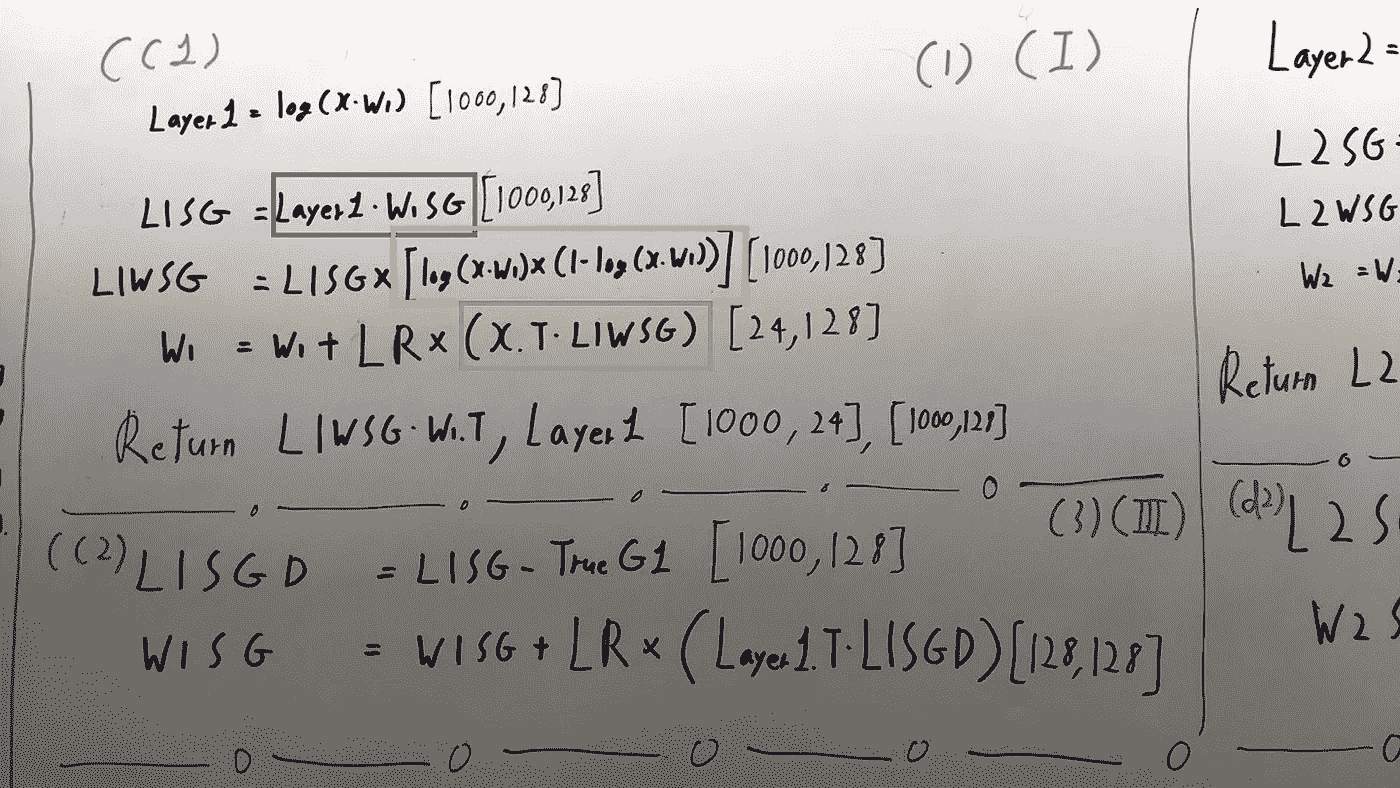 ((1) (1) (I)
Layer1 = log(X·W1) [1000,128]
L1SG = Layer1·W1SG [1000,128]
L1WSG = L1SG × [log(X·W1)×(1-log(X·W1))] [1000,128]
W1 = W1 + LR × (X.T·L1WSG) [24,128]
Return L1WSG·W1.T, Layer1 [1000,24], [1000,128]
(3) (III)
((2) L1SGD = L1SG - TrueG1 [1000,128]
W1SG = W1SG + LR × (Layer1.T·L1SGD) [128,128]
Layer2 =
L2SG
L2WSG
W2 = W
Return L2
(d2) L2S
W2